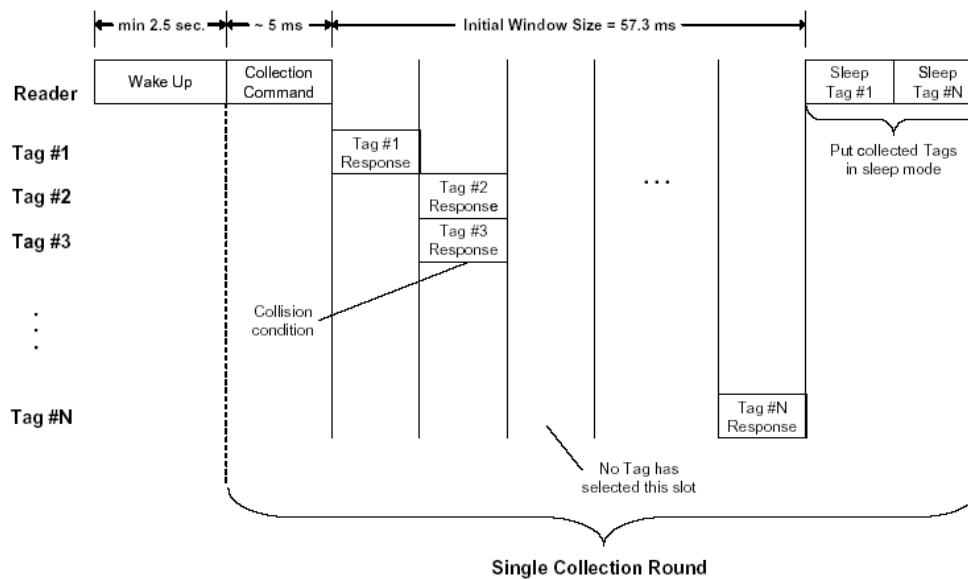 min 2.5 sec.
~ 5 ms
Initial Window Size = 57.3 ms
Reader
Wake Up
Collection
Command
Sleep
Tag #1
Sleep
Tag #N
Tag #1
Tag #1
Response
Put collected Tags
in sleep mode
Tag #2
Tag #2
Response
...
Tag #3
Tag #3
Response
Collision
condition
Tag #N
Tag #N
Response
No Tag has
selected this slot
Single Collection Round